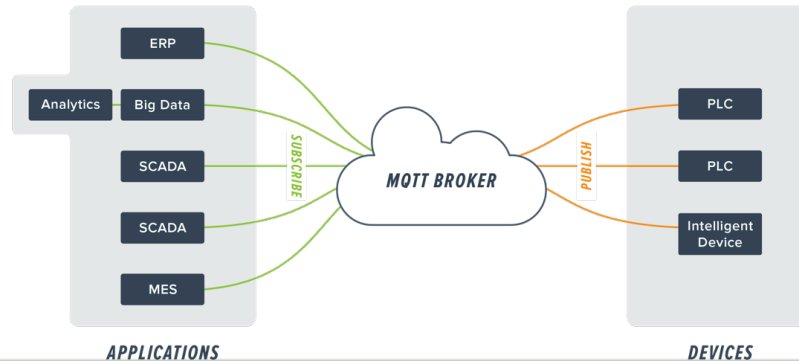 ERP
Analytics
Big Data
PLC
SUBSCRIBE
PUBLISH
SCADA
MQTT BROKER
PLC
SCADA
Intelligent
Device
MES
APPLICATIONS
DEVICES